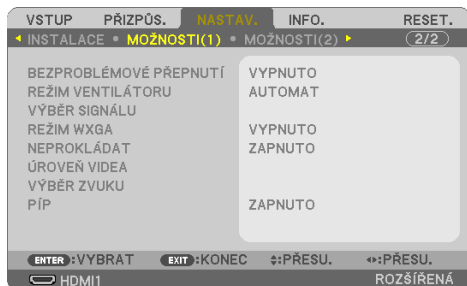 VSTUP PŘIZPŮS. NASTAV. INFO. RESET.
INSTALACE • MOŽNOSTI(1) • MOŽNOSTI(2) 2/2
BEZPROBLÉMOVÉ PŘEPNUTÍ VYPNUTO
REŽIM VENTILÁTORU AUTOMAT
VÝBĚR SIGNÁLU
REŽIM WXGA VYPNUTO
NEPROKLÁDAT ZAPNUTO
ÚROVEŇ VIDEA
VÝBĚR ZVUKU
PÍP ZAPNUTO
ENTER:VYBRAT EXIT:KONEC :PŘESU. :PŘESU.
HDMI1 ROZŠÍŘENÁ